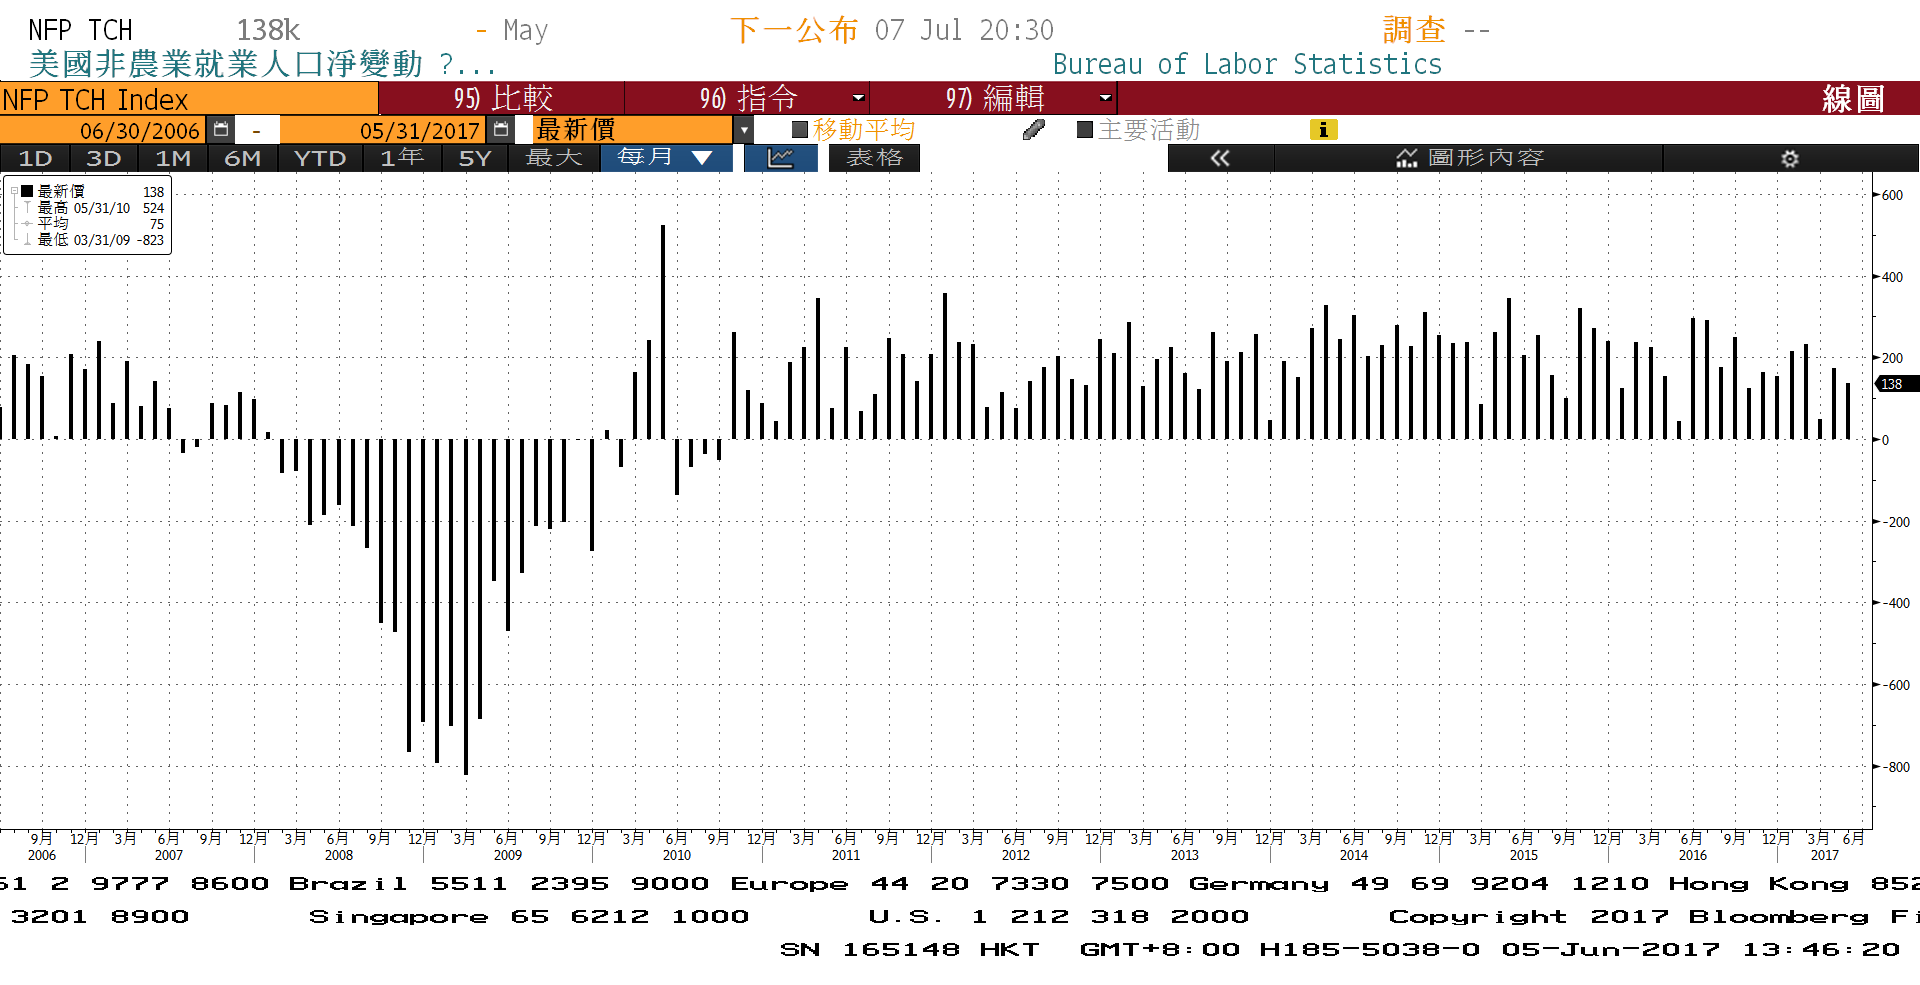 NFP TCH 138k - May 下一公布 07 Jul 20:30 調查 --
美國非農業就業人口淨變動 ?... Bureau of Labor Statistics
NFP TCH Index 95) 比較 96) 指令 97) 編輯 線圖
06/30/2006 - 05/31/2017 最新價 移動平均 主要活動 i
1D 3D 1M 6M YTD 1年 5Y 最大 每月 ▼ 表格 « 圖形內容
最新價 138
最高 05/31/10 524
平均 75
最低 03/31/09 -823
600
400
200
138
0
-200
-400
-600
-800
9月 12月 3月 6月 9月 12月 3月 6月 9月 12月 3月 6月 9月 12月 3月 6月 9月 12月 3月 6月 9月 12月 3月 6月 9月 12月 3月 6月 9月 12月 3月 6月 9月 12月 3月 6月 9月 12月 3月 6月 9月 12月 3月 6月
2006 2007 2008 2009 2010 2011 2012 2013 2014 2015 2016 2017
61 2 9777 8600 Brazil 5511 2395 9000 Europe 44 20 7330 7500 Germany 49 69 9204 1210 Hong Kong 852
3201 8900 Singapore 65 6212 1000 U.S. 1 212 318 2000 Copyright 2017 Bloomberg Fi
SN 165148 HKT GMT+8:00 H185-5038-0 05-Jun-2017 13:46:20